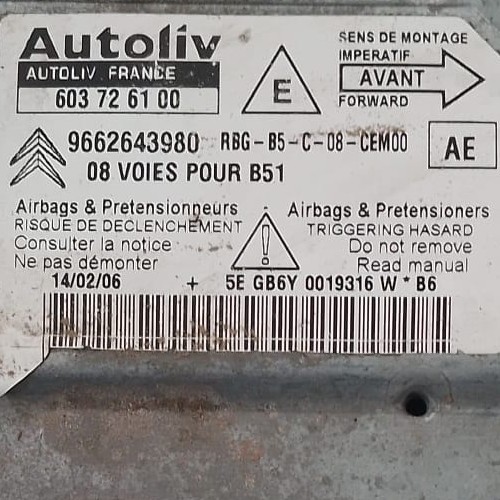 Autoliv
AUTOLIV FRANCE
603 72 61 00
E
SENS DE MONTAGE
IMPERATIF
AVANT
FORWARD
9662643980 RBG-B5-C-08-CEM00
AE
08 VOIES POUR B51
Airbags & Pretensionneurs
RISQUE DE DECLENCHEMENT
Consulter la notice
Ne pas démonter
!
Airbags & Pretensioners
TRIGGERING HASARD
Do not remove
Read manual
14/02/06 + 5E GB6Y 0019316 W * B6